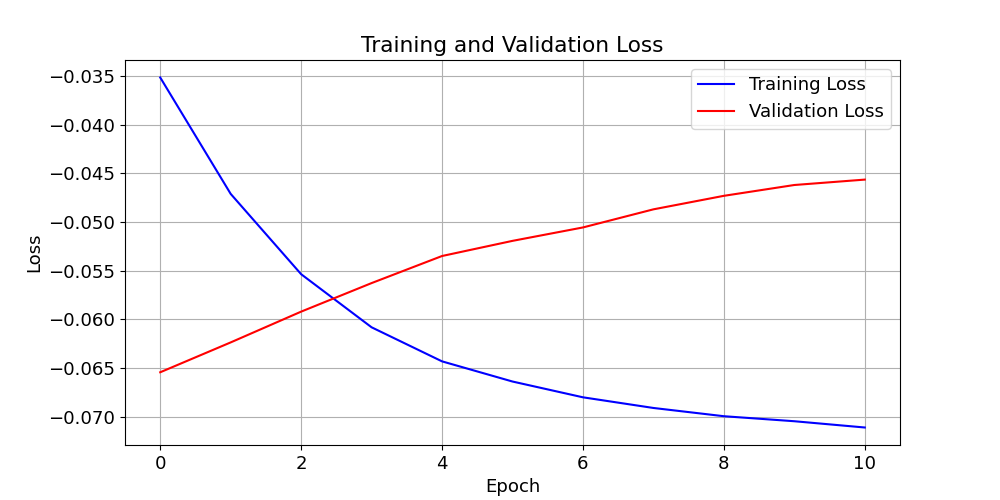 Training and Validation Loss
Training Loss
Validation Loss
−0.035
−0.040
−0.045
−0.050
−0.055
−0.060
−0.065
−0.070
Loss
0 2 4 6 8 10
Epoch